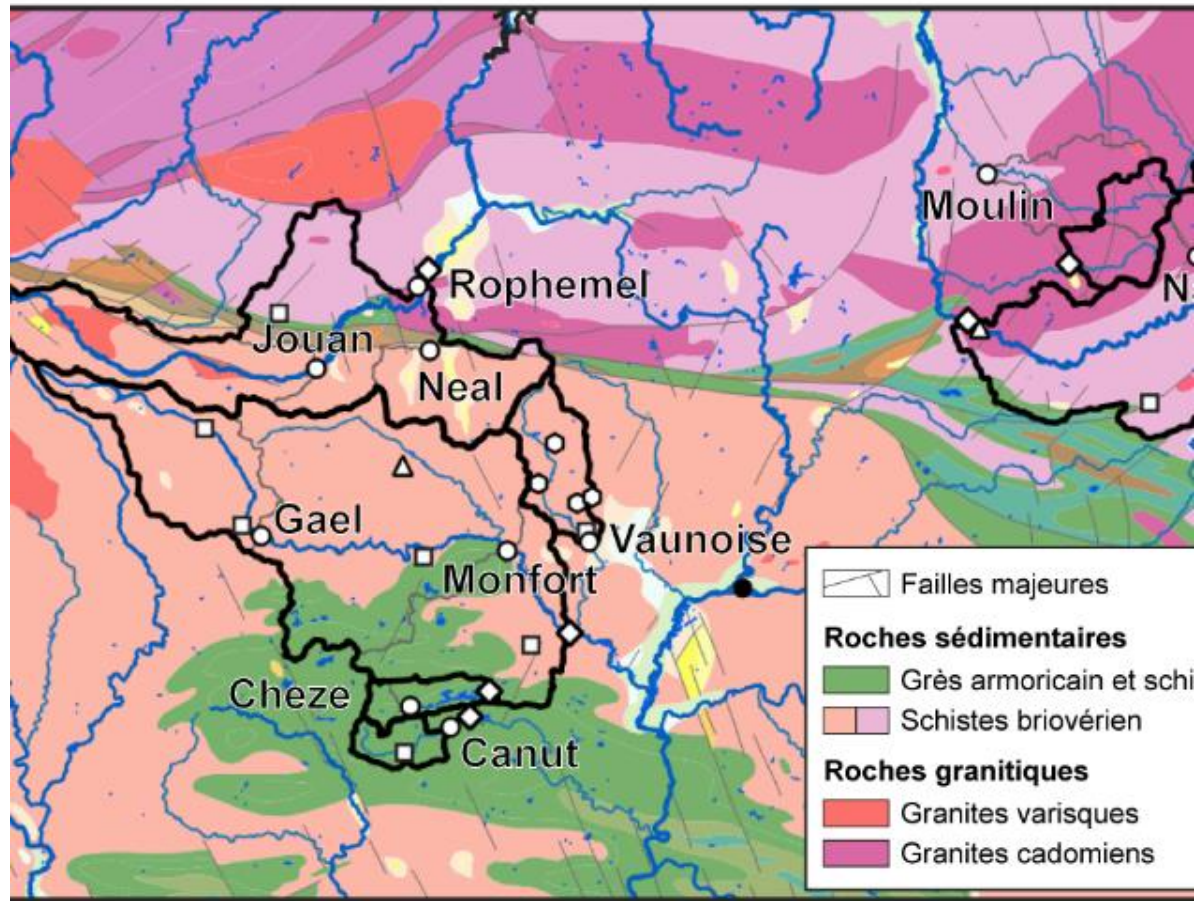 Moulin
Rophemel
N
Jouan
Neal
Gael
Vaunoise
Monfort
Cheze
Canut
Failles majeures
Roches sédimentaires
Grès armoricain et schi
Schistes briovérien
Roches granitiques
Granites varisques
Granites cadomiens